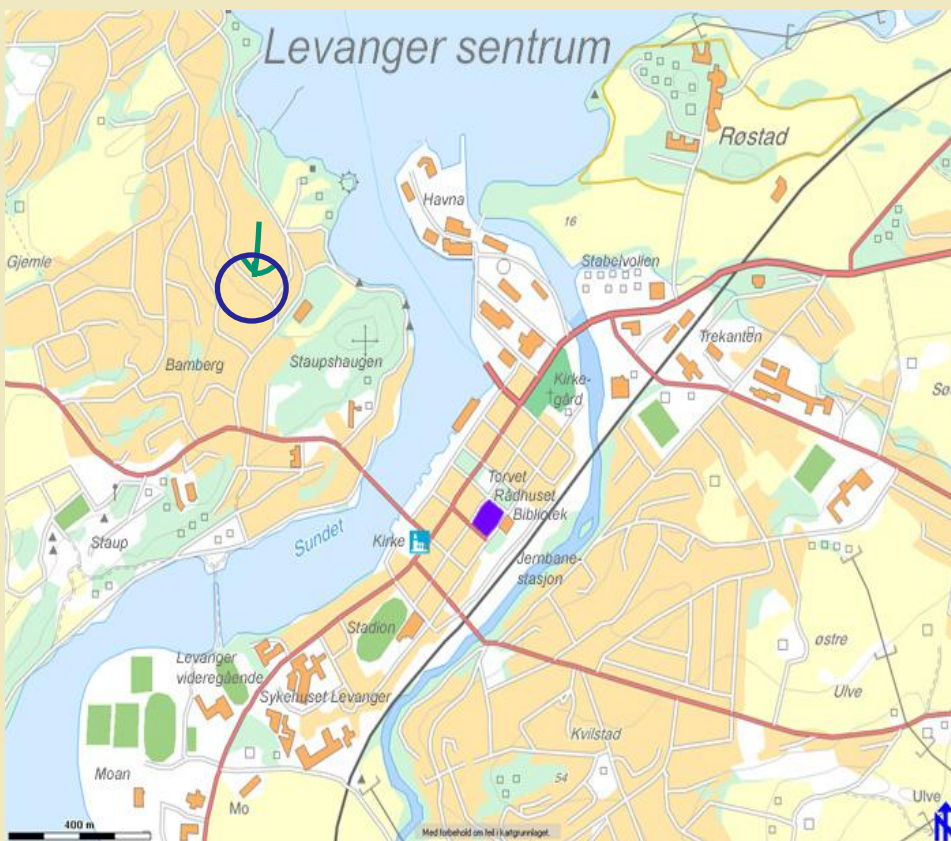 Levanger sentrum
Røstad
Havna
16
Gjemle
Stabelvollen
Trekanten
Bamberg
Staupshaugen
Kirke-
gård
Torvet
Rådhuset
Bibliotek
Sundet
Kirke
Staup
Jernbane-
stasjon
Stadion
østre
Levanger
videregående
Sykehuset Levanger
Ulve
Kvilstad
Moan
54
Mo
Ulve
400 m
Med forbehold om feil i kartgrunnlaget.
N